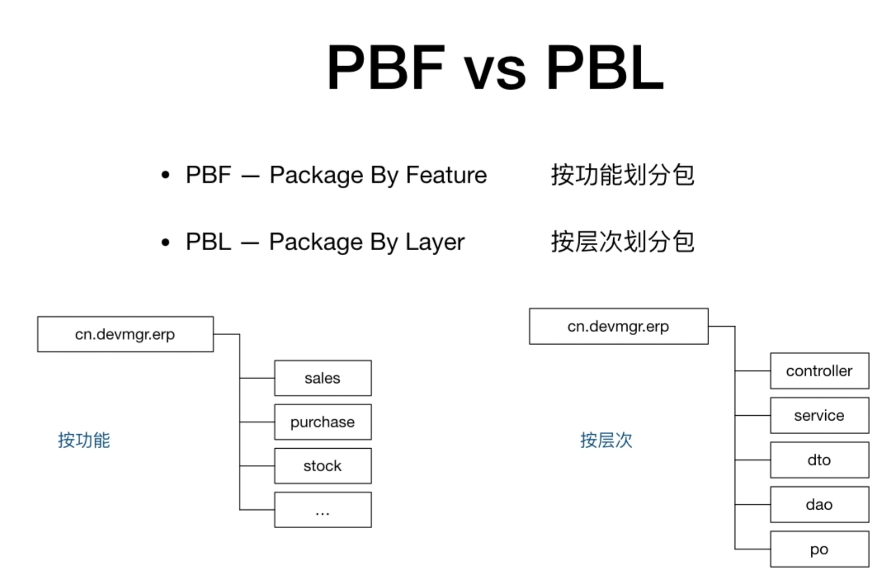 PBF vs PBL
• PBF — Package By Feature 按功能划分包
• PBL — Package By Layer 按层次划分包
cn.devmgr.erp
sales
purchase
stock
...
按功能
cn.devmgr.erp
controller
service
dto
dao
po
按层次